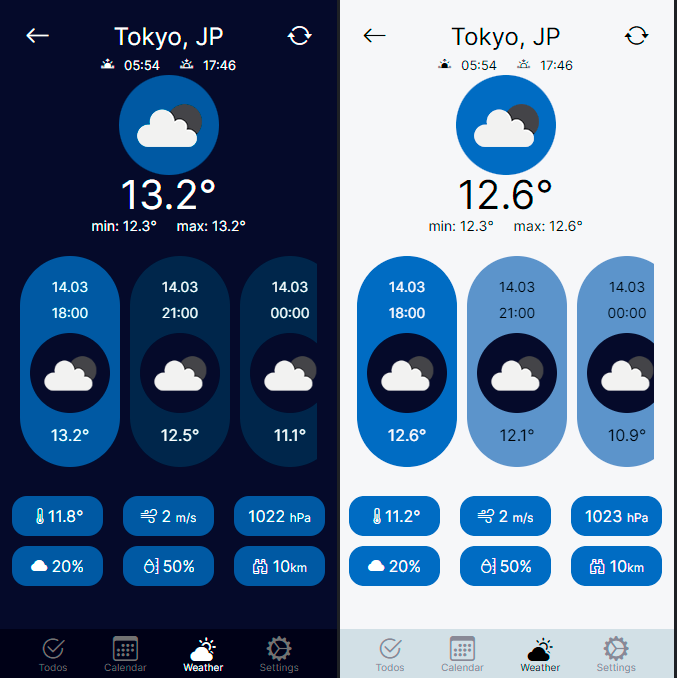 Tokyo, JP
05:54 17:46
13.2°
min: 12.3° max: 13.2°
14.03 14.03 14.03
18:00 21:00 00:00
13.2° 12.5° 11.1°
11.8° 2 m/s 1022 hPa
20% 50% 10km
Todos Calendar Weather Settings
Tokyo, JP
05:54 17:46
12.6°
min: 12.3° max: 12.6°
14.03 14.03 14.03
18:00 21:00 00:00
12.6° 12.1° 10.9°
11.2° 2 m/s 1023 hPa
20% 50% 10km
Todos Calendar Weather Settings